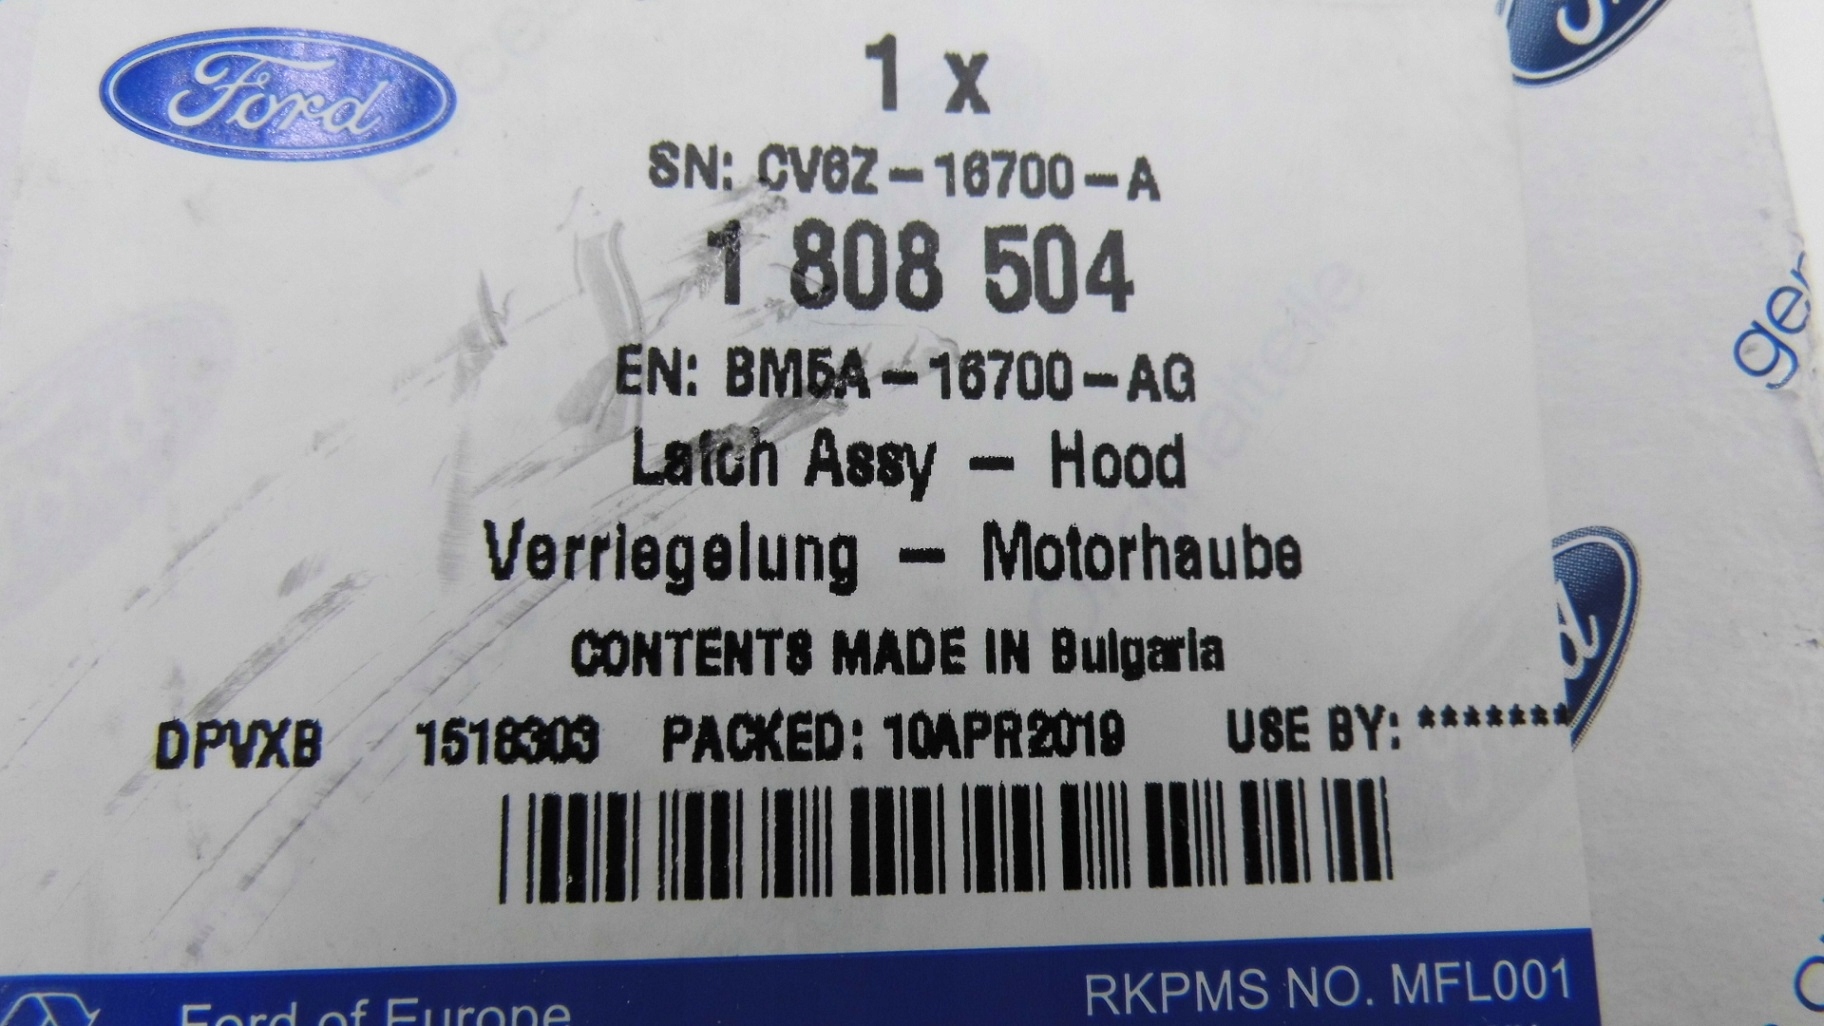 Ford
1 x
SN: CV6Z-16700-A
1 808 504
EN: BM5A-16700-AG
Latch Assy - Hood
Verriegelung - Motorhaube
CONTENTS MADE IN Bulgaria
DPVXB 1518303 PACKED: 10APR2019 USE BY: *******
RKPMS NO. MFL001
Ford of Europe